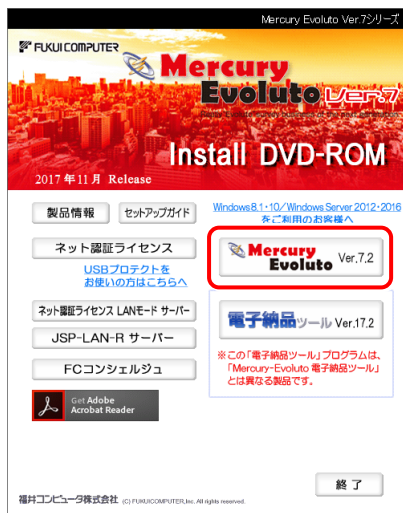 Mercury Evoluto Ver.7シリーズ
FUKUI COMPUTER
Mercury
Evoluto Ver.7
Install DVD-ROM
2017年11月 Release
製品情報
セットアップガイド
Windows8.1・10／Windows Server 2012・2016
をご利用のお客様へ
ネット認証ライセンス
USBプロテクトを
お使いの方はこちらへ
Mercury
Evoluto Ver.7.2
ネット認証ライセンス LANモード サーバー
JSP-LAN-R サーバー
FCコンシェルジュ
電子納品ツール Ver.17.2
※この「電子納品ツール」プログラムは、
「Mercury-Evoluto 電子納品ツール」
とは異なる製品です。
Get Adobe
Acrobat Reader
終了
福井コンピュータ株式会社 (C) FUKUICOMPUTER,Inc. All rights reserved.